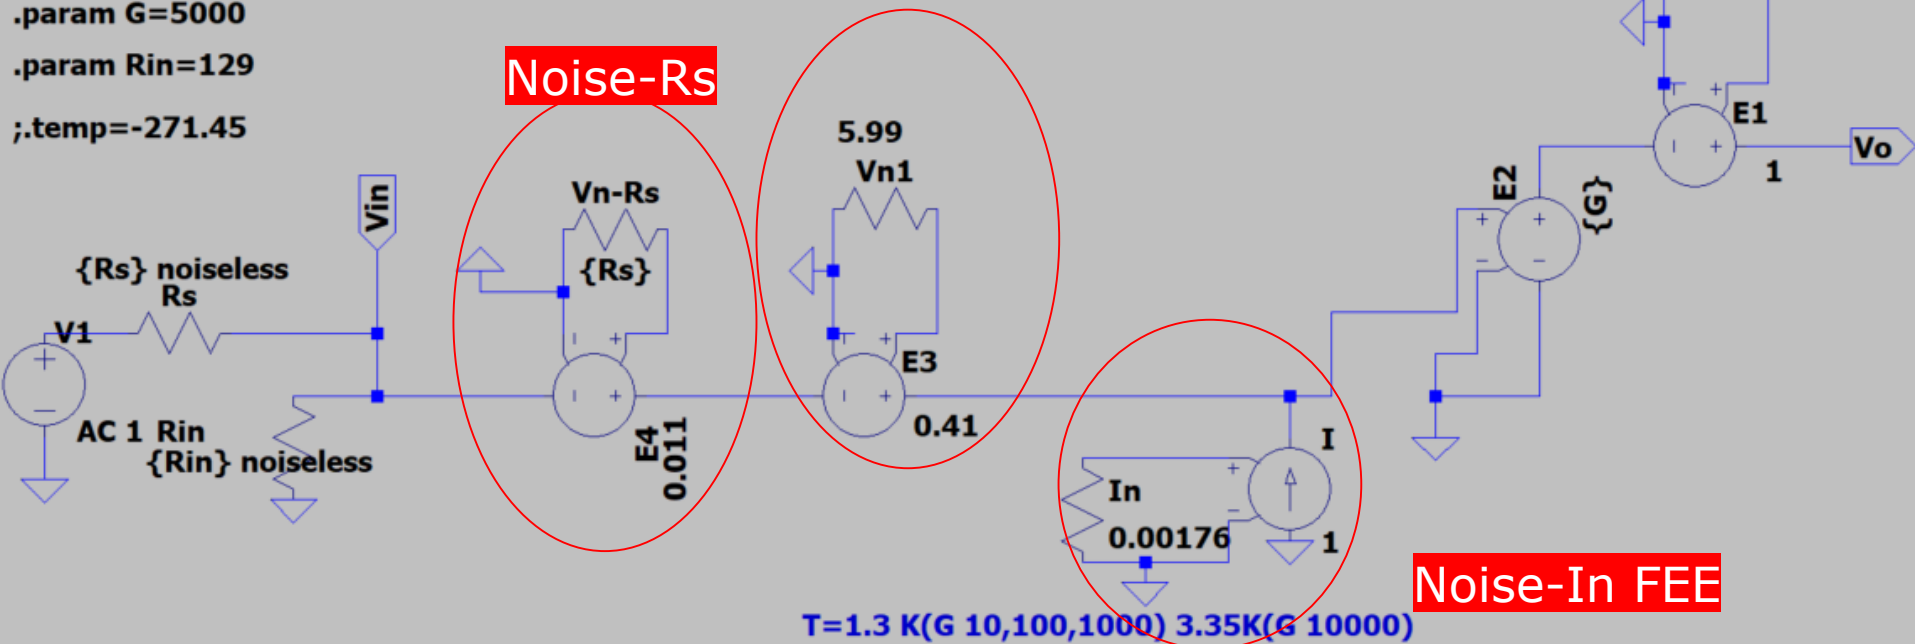 .param G=5000
.param Rin=129
;.temp=-271.45
Noise-Rs
5.99
Vn1
Vn-Rs
{Rs}
Vin
{Rs} noiseless
Rs
V1
+
−
AC 1
Rin
{Rin} noiseless
− +
− +
E4
0.011
− +
E3
− +
0.41
I
+
−
In
0.00176
1
E2
{G}
+
−
+
−
+
E1
− +
1
Vo
Noise-In FEE
T=1.3 K(G 10,100,1000) 3.35K(G 10000)